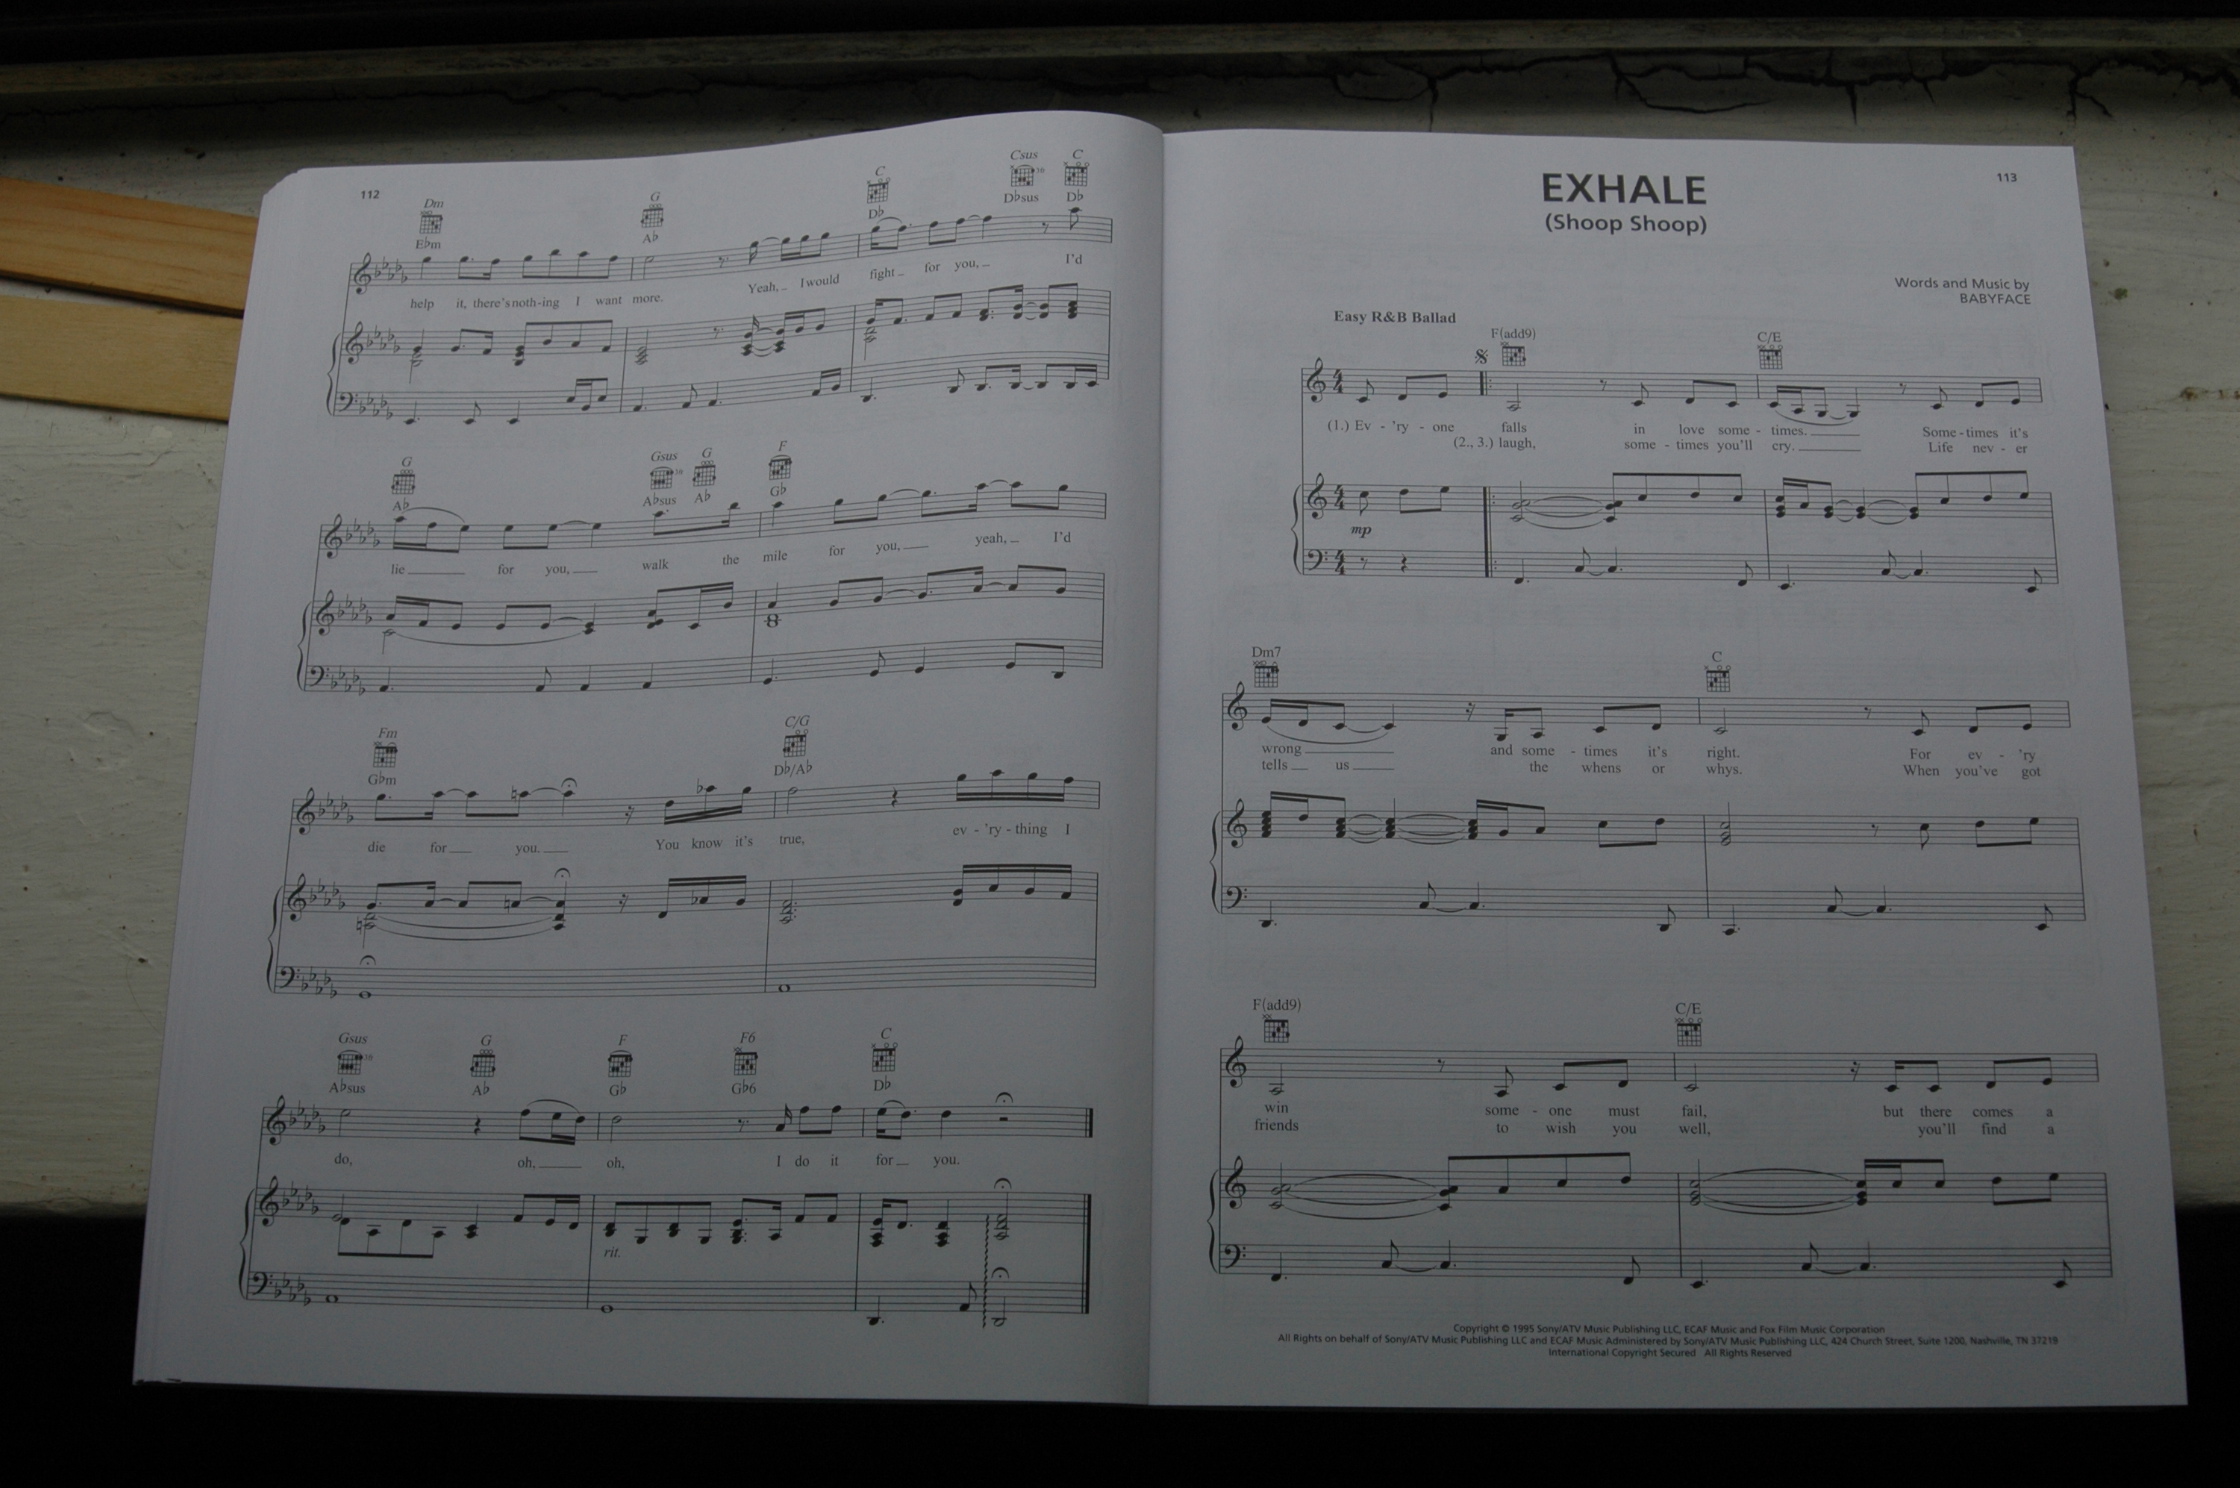 112
Dm G C Csus C
E♭m A♭ D♭ D♭sus D♭
help it, there's noth-ing I want more. Yeah, I would fight for you, I'd
G Gsus G F
A♭ A♭sus A♭ G♭
lie for you, walk the mile for you, yeah, I'd
Fm C/G
G♭m D♭/A♭
die for you. You know it's true, ev - 'ry - thing I
Gsus G F F6 C
A♭sus A♭ G♭ G♭6 D♭
do, oh, oh, I do it for you.
rit.
113
EXHALE
(Shoop Shoop)
Words and Music by
BABYFACE
Easy R&B Ballad
F(add9) C/E
(1.) Ev - 'ry - one falls in love some - times. Some - times it's
(2., 3.) laugh, some - times you'll cry. Life nev - er
mp
Dm7 C
wrong and some - times it's right. For ev - 'ry
tells us the whens or whys. When you've got
F(add9) C/E
win some - one must fail, but there comes a
friends to wish you well, you'll find a
Copyright © 1995 Sony/ATV Music Publishing LLC, ECAF Music and Fox Film Music Corporation
All Rights on behalf of Sony/ATV Music Publishing LLC and ECAF Music Administered by Sony/ATV Music Publishing LLC, 424 Church Street, Suite 1200, Nashville, TN 37219
International Copyright Secured All Rights Reserved